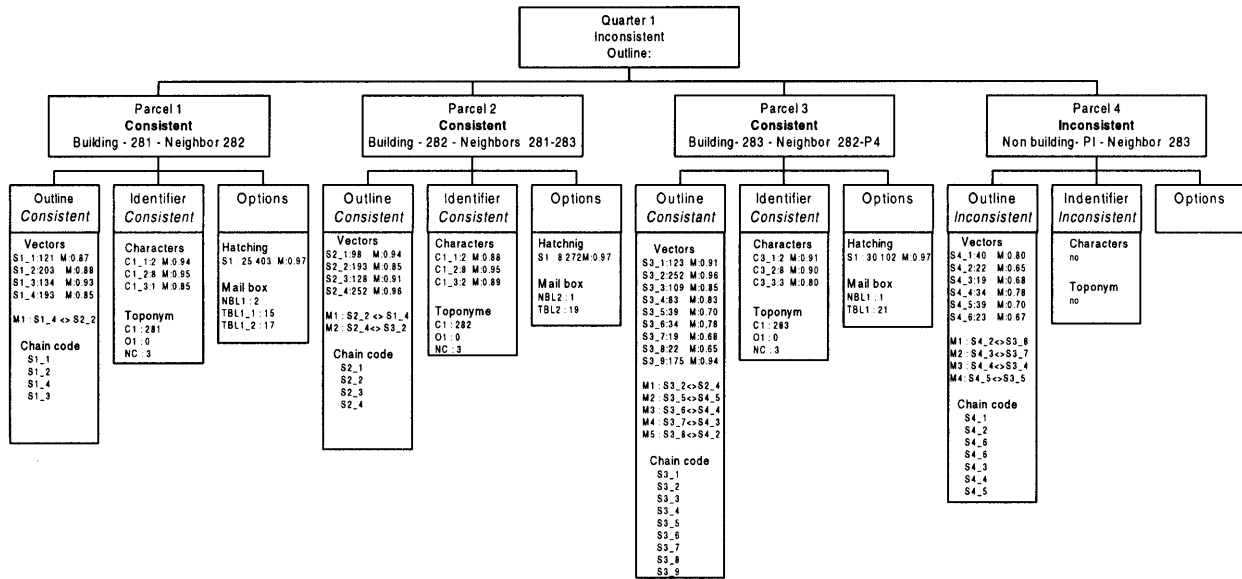 Quarter 1
Inconsistent
Outline:
Parcel 1
Consistent
Building - 281 - Neighbor 282
Parcel 2
Consistent
Building - 282 - Neighbors 281-283
Parcel 3
Consistent
Building- 283 - Neighbor 282-P4
Parcel 4
Inconsistent
Non building- PI - Neighbor 283
Outline
Consistent
Vectors
S1_1:121 M:0.87
S1_2:203 M:0.88
S1_3:134 M:0.93
S1_4:193 M:0.85
M1 : S1_4 <> S2_2
Chain code
S1_1
S1_2
S1_4
S1_3
Identifier
Consistent
Characters
C1_1:2 M:0.94
C1_2:8 M:0.95
C1_3:1 M:0.85
Toponym
C1 : 281
O1 : 0
NC : 3
Options
Hatching
S1 : 25 403 M:0.97
Mail box
NBL1 : 2
TBL1_1 : 15
TBL1_2 : 17
Outline
Consistent
Vectors
S2_1:98 M:0.94
S2_2:193 M:0.85
S2_3:128 M:0.91
S2_4:252 M:0.96
M1 : S2_2 <> S1_4
M2 : S2_4<> S3_2
Chain code
S2_1
S2_2
S2_3
S2_4
Identifier
Consistent
Characters
C1_1:2 M:0.88
C1_2:8 M:0.95
C1_3:2 M:0.89
Toponyme
C1 : 282
O1 : 0
NC : 3
Options
Hatchnig
S1 : 8 272M:0.97
Mail box
NBL2 : 1
TBL2 : 19
Outline
Consistant
Vectors
S3_1:123 M:0.91
S3_2:252 M:0.96
S3_3:109 M:0.85
S3_4:83 M:0.83
S3_5:39 M:0.70
S3_6:34 M:0,78
S3_7:19 M:0.68
S3_8:22 M:0.65
S3_9:175 M:0.94
M1 : S3_2<>S2_4
M2 : S3_5<>S4_5
M3 : S3_6<>S4_4
M4 : S3_7<>S4_3
M5 : S3_8<>S4_2
Chain code
S3_1
S3_2
S3_3
S3_4
S3_5
S3_6
S3_7
S3_8
S3_9
Identifier
Consistent
Characters
C3_1:2 M:0.91
C3_2:8 M:0.90
C3_3:3 M:0.80
Toponym
C1 : 283
O1 : 0
NC : 3
Options
Hatching
S1 : 30 102 M:0.97
Mail box
NBL1 : 1
TBL1 : 21
Outline
Inconsistent
Vectors
S4_1:40 M:0.80
S4_2:22 M:0.65
S4_3:19 M:0.68
S4_4:34 M:0.78
S4_5:39 M:0.70
S4_6:23 M:0.67
M1 : S4_2<>S3_8
M2 : S4_3<>S3_7
M3 : S4_4<>S3_4
M4: S4_5<>S3_5
Chain code
S4_1
S4_2
S4_6
S4_6
S4_3
S4_4
S4_5
Indentifier
Inconsistent
Characters
no
Toponym
no
Options